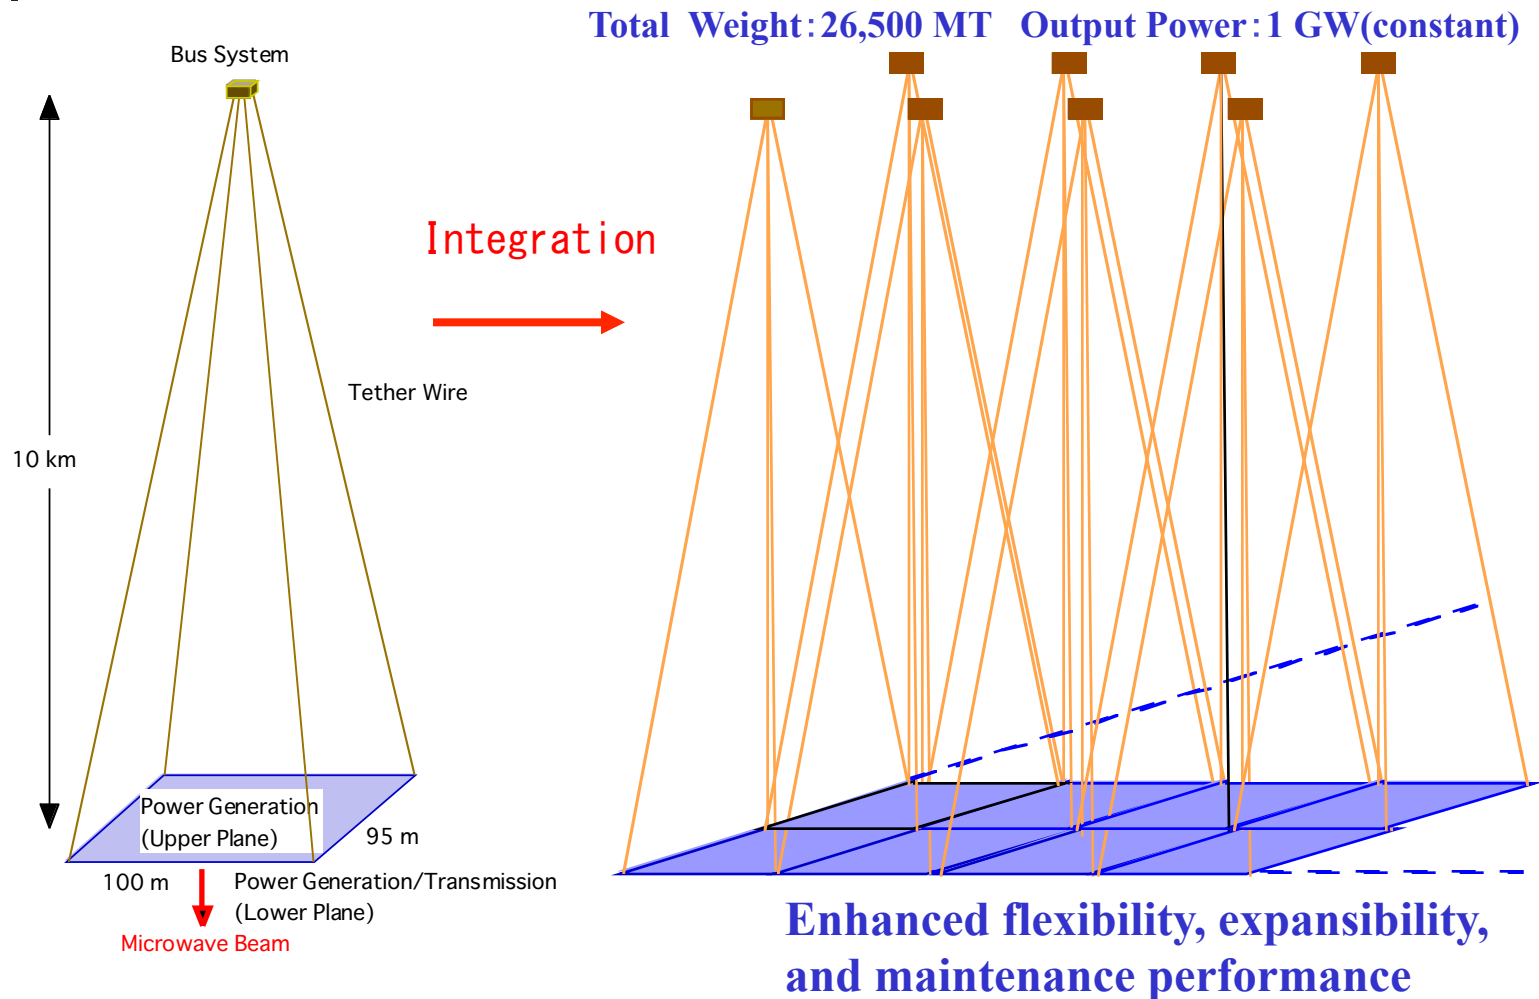 Total Weight:26,500 MT Output Power:1 GW(constant)
Bus System
Integration
Tether Wire
10 km
Power Generation
(Upper Plane)
95 m
100 m
Power Generation/Transmission
(Lower Plane)
Microwave Beam
Enhanced flexibility, expansibility,
and maintenance performance